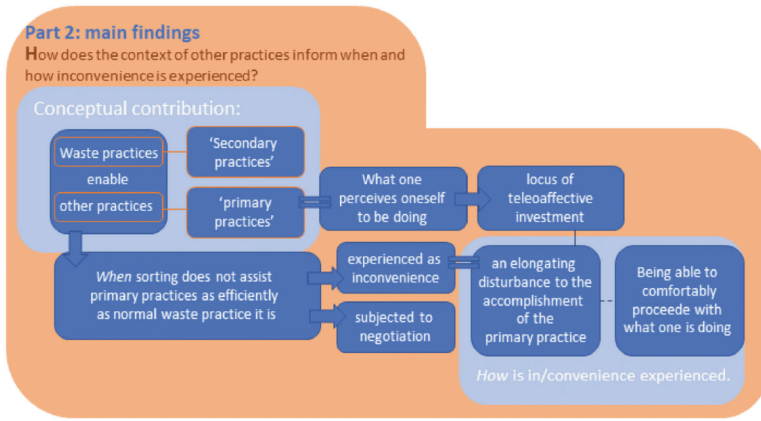 Part 2: main findings
How does the context of other practices inform when and
how inconvenience is experienced?
Conceptual contribution:
Waste practices
enable
other practices
‘Secondary
practices’
‘primary
practices’
What one
perceives oneself
to be doing
locus of
teleoaffective
investment
When sorting does not assist
primary practices as efficiently
as normal waste practice it is
experienced as
inconvenience
subjected to
negotiation
an elongating
disturbance to the
accomplishment
of the
primary practice
Being able to
comfortably
proceede with
what one is doing
How is in/convenience experienced.